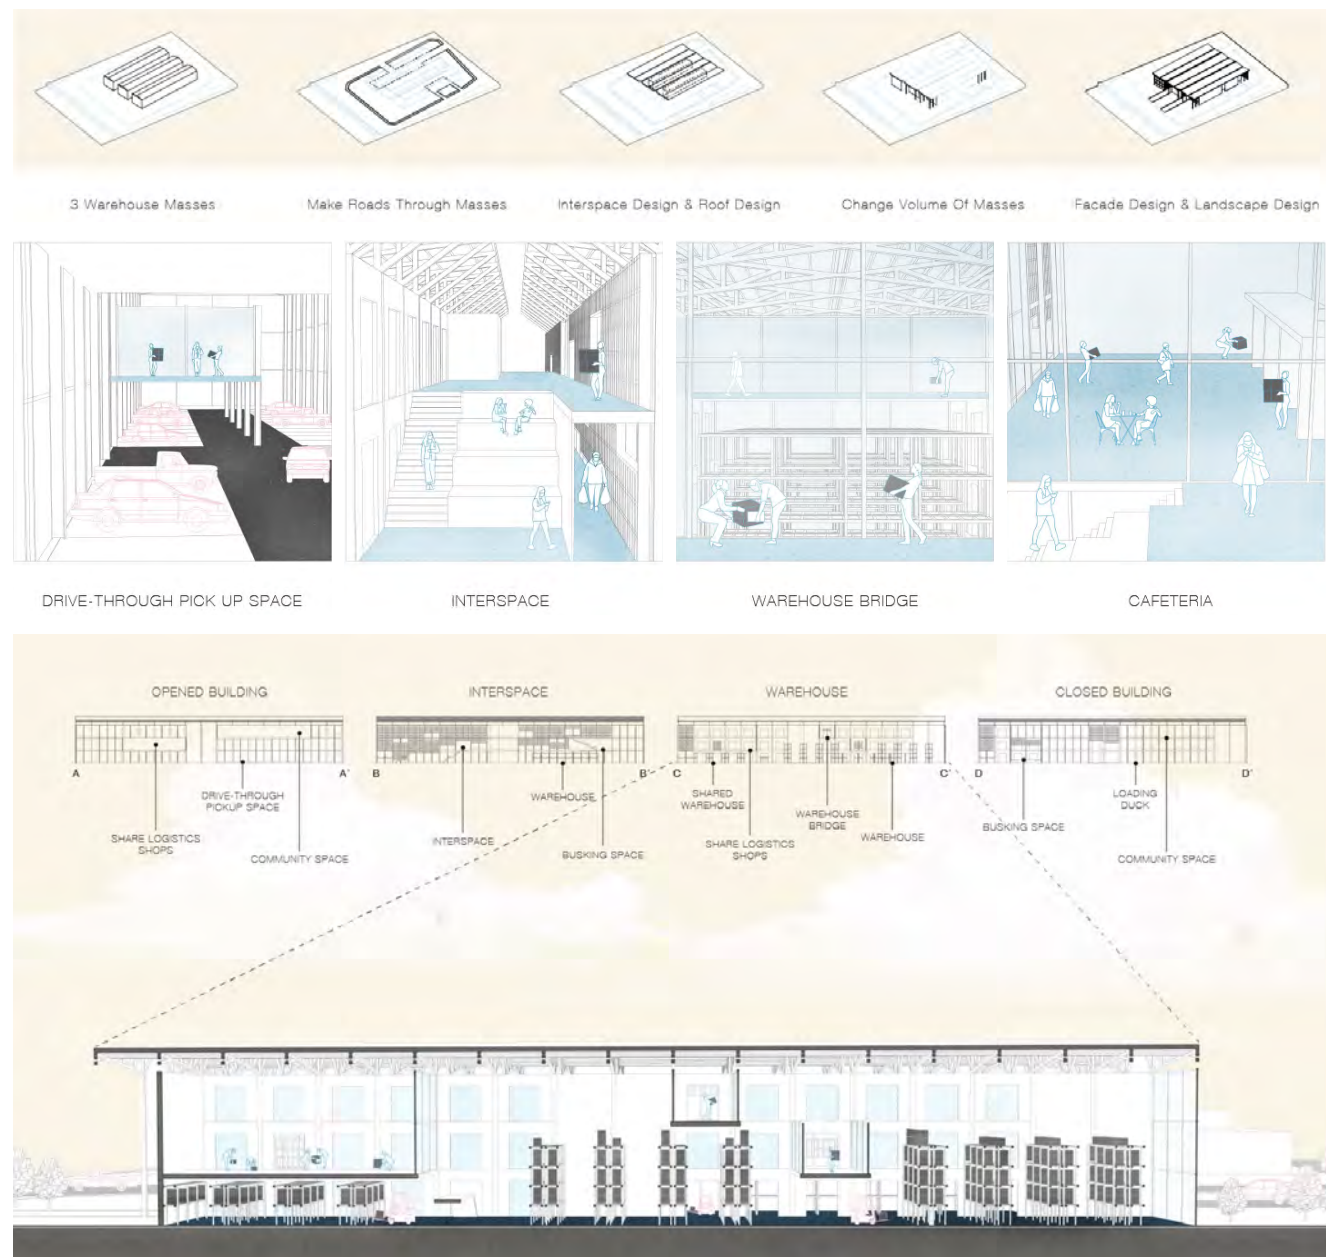 3 Warehouse Masses
Make Roads Through Masses
Interspace Design & Roof Design
Change Volume Of Masses
Facade Design & Landscape Design
DRIVE-THROUGH PICK UP SPACE
INTERSPACE
WAREHOUSE BRIDGE
CAFETERIA
OPENED BUILDING
INTERSPACE
WAREHOUSE
CLOSED BUILDING
A
A'
B
B'
C
C'
D
D'
DRIVE-THROUGH
PICKUP SPACE
SHARE LOGISTICS
SHOPS
COMMUNITY SPACE
WAREHOUSE
INTERSPACE
BUSKING SPACE
SHARED
WAREHOUSE
SHARE LOGISTICS
SHOPS
WAREHOUSE
BRIDGE
WAREHOUSE
LOADING
DUCK
BUSKING SPACE
COMMUNITY SPACE